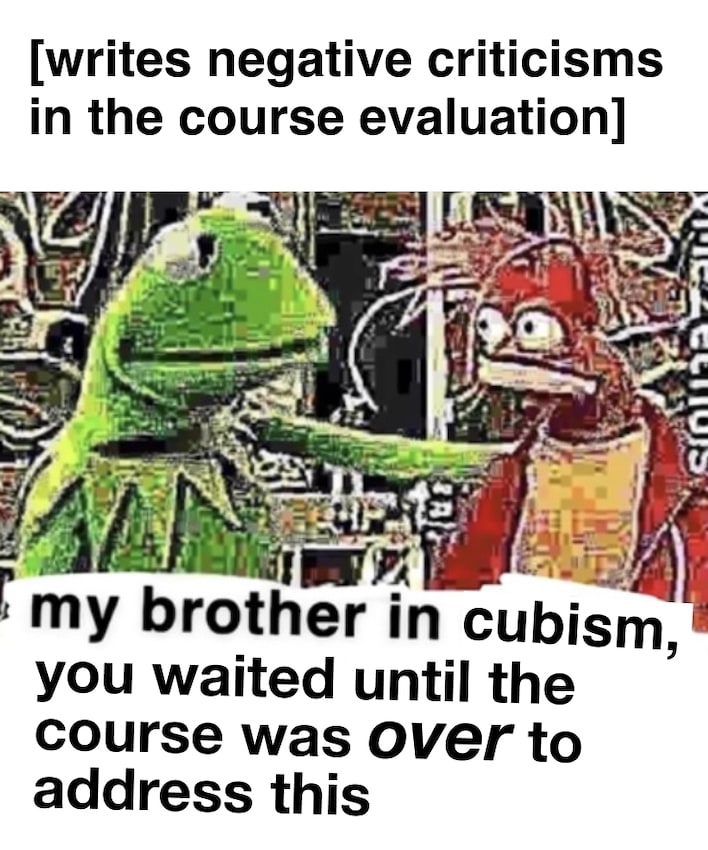 [writes negative criticisms
in the course evaluation]
my brother in cubism,
you waited until the
course was over to
address this